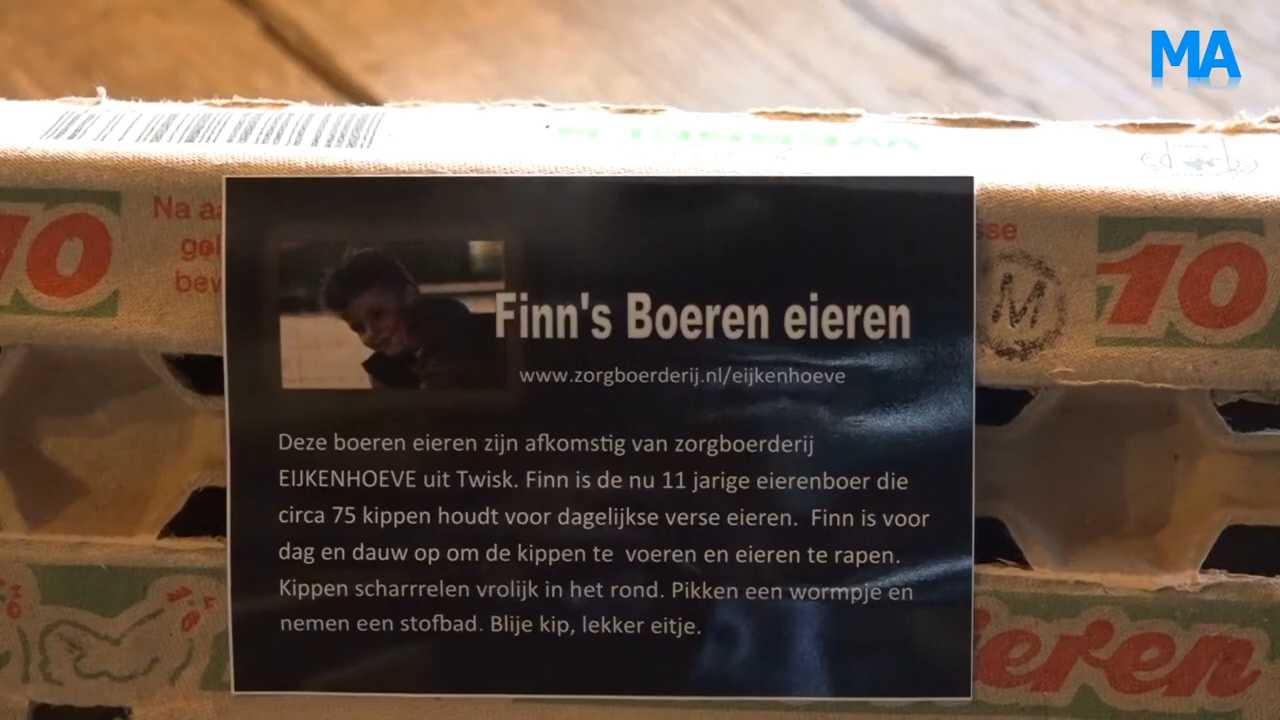 MA
10
Na
10
M
Finn's Boeren eieren
www.zorgboerderij.nl/eijkenhoeve
Deze boeren eieren zijn afkomstig van zorgboerderij
EIJKENHOEVE uit Twisk. Finn is de nu 11 jarige eierenboer die
circa 75 kippen houdt voor dagelijkse verse eieren. Finn is voor
dag en dauw op om de kippen te voeren en eieren te rapen.
Kippen scharrrelen vrolijk in het rond. Pikken een wormpje en
nemen een stofbad. Blije kip, lekker eitje.